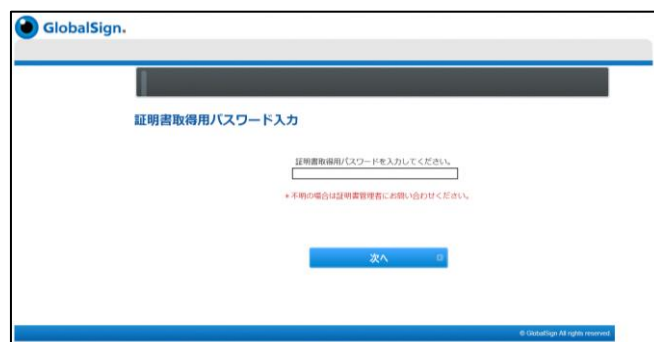 GlobalSign.
証明書取得用パスワード入力
証明書取得用パスワードを入力してください。
* 不明の場合は証明書管理者にお問い合わせください。
次へ
© GlobalSign All rights reserved